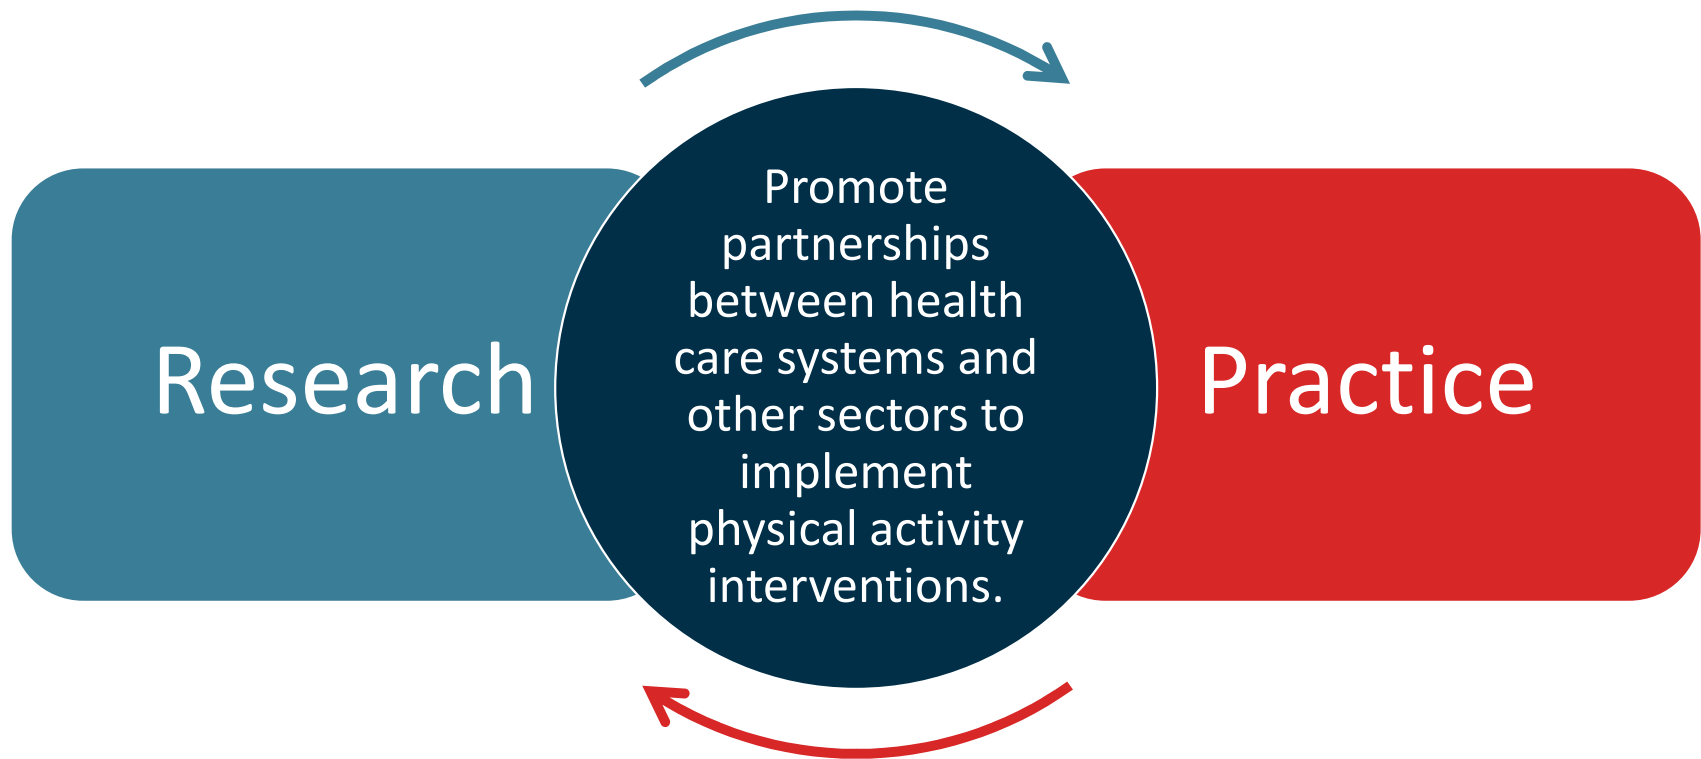 Research
Promote
partnerships
between health
care systems and
other sectors to
implement
physical activity
interventions.
Practice